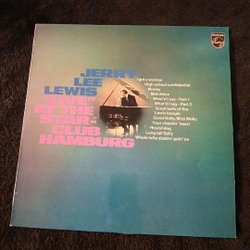 JERRY
LEE
LEWIS
"LIVE"
AT THE
STAR-
CLUB
HAMBURG
I got a woman
High school confidential
Money
Matchbox
What'd I say - Part 1
What'd I say - Part 2
Great balls of fire
Lewis boogie
Good Golly, Miss Molly
Your cheatin' heart
Hound dog
Long tall Sally
Whole lotta shakin' goin' on
PHILIPS